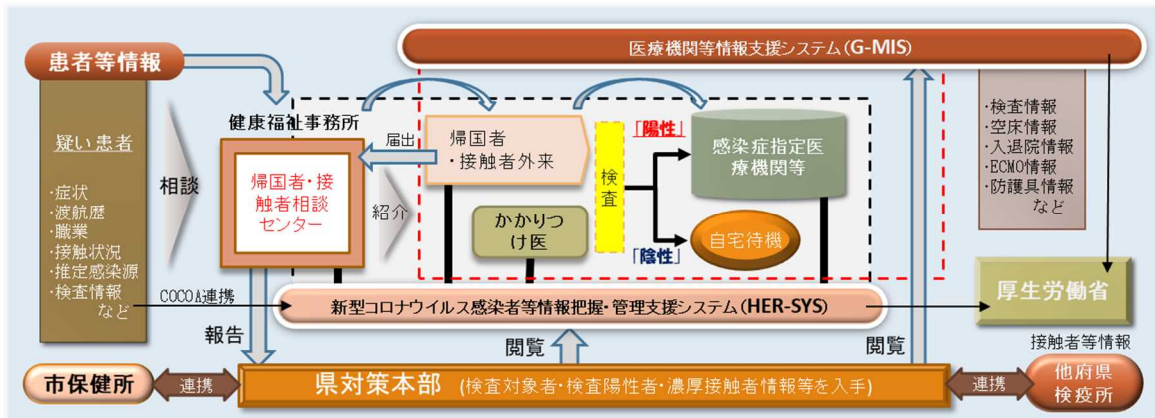 医療機関等情報支援システム(G-MIS)
患者等情報
疑い患者
・症状
・渡航歴
・職業
・接触状況
・推定感染源
・検査情報
など
相談
健康福祉事務所
帰国者・接
触者相談
センター
届出
紹介
帰国者
・接触者外来
かかりつ
け医
検査
「陽性」
「陰性」
感染症指定医
療機関等
自宅待機
・検査情報
・空床情報
・入退院情報
・ECMO情報
・防護具情報
など
COCOA連携
新型コロナウイルス感染者等情報把握・管理支援システム(HER-SYS)
厚生労働省
報告
閲覧
閲覧
接触者等情報
市保健所
連携
県対策本部 (検査対象者・検査陽性者・濃厚接触者情報等を入手)
連携
他府県
検疫所